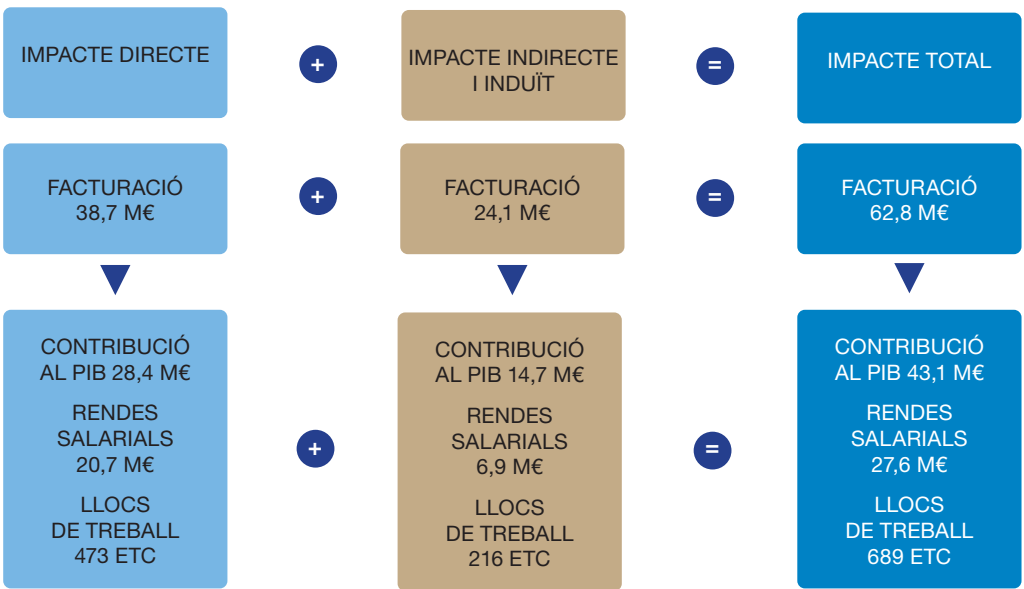 IMPACTE DIRECTE
+
IMPACTE INDIRECTE
I INDUÏT
=
IMPACTE TOTAL
FACTURACIÓ
38,7 M€
+
FACTURACIÓ
24,1 M€
=
FACTURACIÓ
62,8 M€
CONTRIBUCIÓ
AL PIB 28,4 M€
RENDES
SALARIALS
20,7 M€
LLOCS
DE TREBALL
473 ETC
+
CONTRIBUCIÓ
AL PIB 14,7 M€
RENDES
SALARIALS
6,9 M€
LLOCS
DE TREBALL
216 ETC
=
CONTRIBUCIÓ
AL PIB 43,1 M€
RENDES
SALARIALS
27,6 M€
LLOCS
DE TREBALL
689 ETC